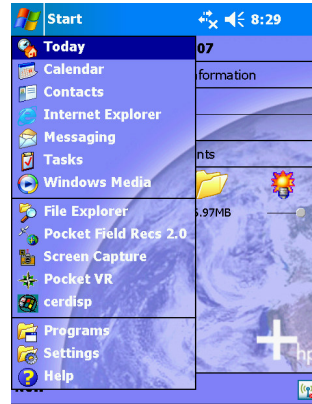 Start 8:29
Today
07
Calendar
formation
Contacts
Internet Explorer
Messaging
Tasks
nts
Windows Media
File Explorer
5.97MB
Pocket Field Recs 2.0
Screen Capture
Pocket VR
cerdisp
Programs
Settings
hp
Help